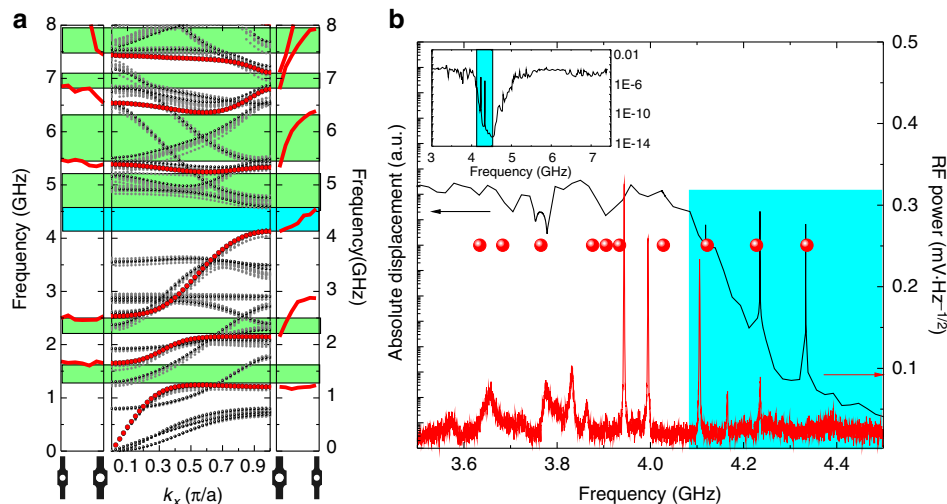 a
8
7
6
5
4
3
2
1
0
Frequency (GHz)
0.1 0.3 0.5 0.7 0.9
kx (π/a)
8
7
6
5
4
3
2
1
0
Frequency(GHz)
b
Absolute displacement (a.u.)
0.01
1E-6
1E-10
1E-14
3 4 5 6 7
Frequency (GHz)
0.5
0.4
0.3
0.2
0.1
RF power (mV·Hz−1/2)
3.6 3.8 4.0 4.2 4.4
Frequency (GHz)